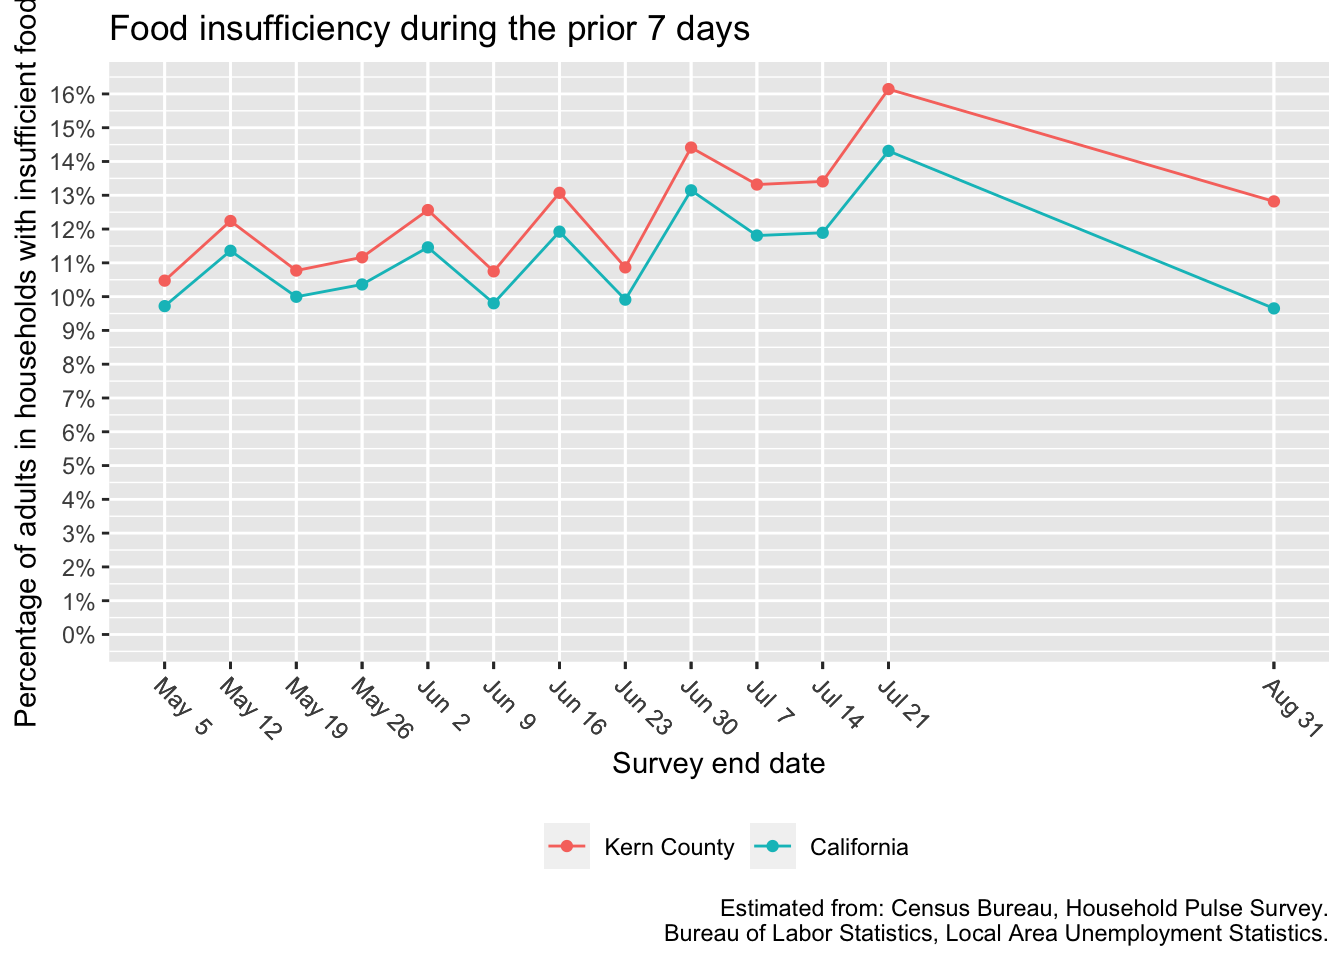 Food insufficiency during the prior 7 days
Percentage of adults in households with insufficient food
16%
15%
14%
13%
12%
11%
10%
9%
8%
7%
6%
5%
4%
3%
2%
1%
0%
May 5
May 12
May 19
May 26
Jun 2
Jun 9
Jun 16
Jun 23
Jun 30
Jul 7
Jul 14
Jul 21
Aug 31
Survey end date
Kern County
California
Estimated from: Census Bureau, Household Pulse Survey.
Bureau of Labor Statistics, Local Area Unemployment Statistics.